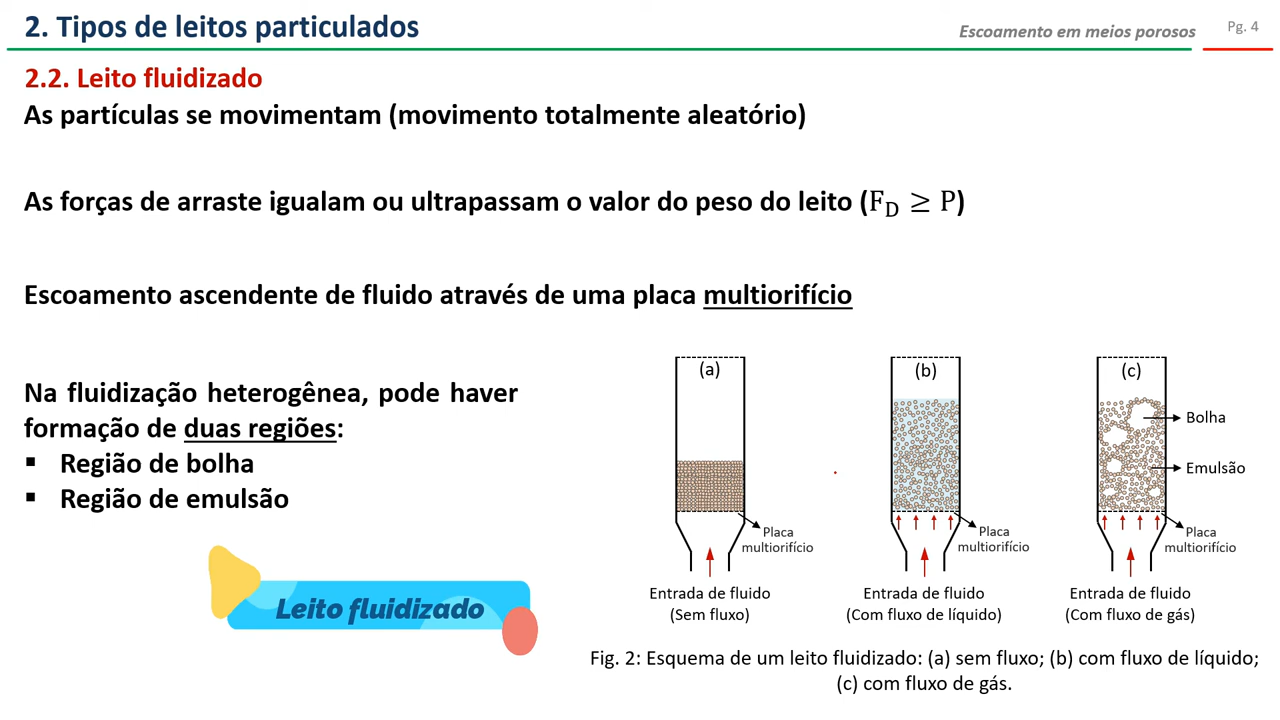 2. Tipos de leitos particulados
Escoamento em meios porosos
Pg. 4
2.2. Leito fluidizado
As partículas se movimentam (movimento totalmente aleatório)
As forças de arraste igualam ou ultrapassam o valor do peso do leito (F_D ≥ P)
Escoamento ascendente de fluido através de uma placa multiorifício
Na fluidização heterogênea, pode haver
formação de duas regiões:
▪ Região de bolha
▪ Região de emulsão
Leito fluidizado
(a)
Placa
multiorifício
Entrada de fluido
(Sem fluxo)
(b)
Placa
multiorifício
Entrada de fluido
(Com fluxo de líquido)
(c)
Bolha
Emulsão
Placa
multiorifício
Entrada de fluido
(Com fluxo de gás)
Fig. 2: Esquema de um leito fluidizado: (a) sem fluxo; (b) com fluxo de líquido;
(c) com fluxo de gás.